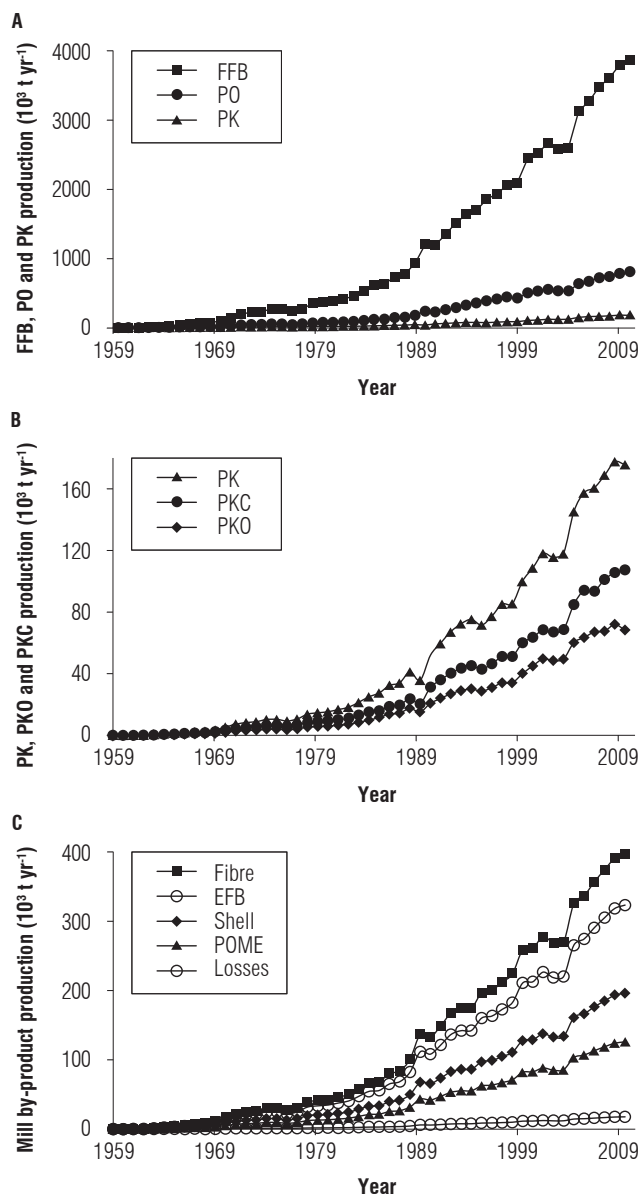 A
FFB, PO and PK production (10³ t yr⁻¹)
4000
3000
2000
1000
0
FFB
PO
PK
1959 1969 1979 1989 1999 2009
Year
B
PK, PKO and PKC production (10³ t yr⁻¹)
160
120
80
40
0
PK
PKC
PKO
1959 1969 1979 1989 1999 2009
Year
C
Mill by-product production (10³ t yr⁻¹)
400
300
200
100
0
Fibre
EFB
Shell
POME
Losses
1959 1969 1979 1989 1999 2009
Year